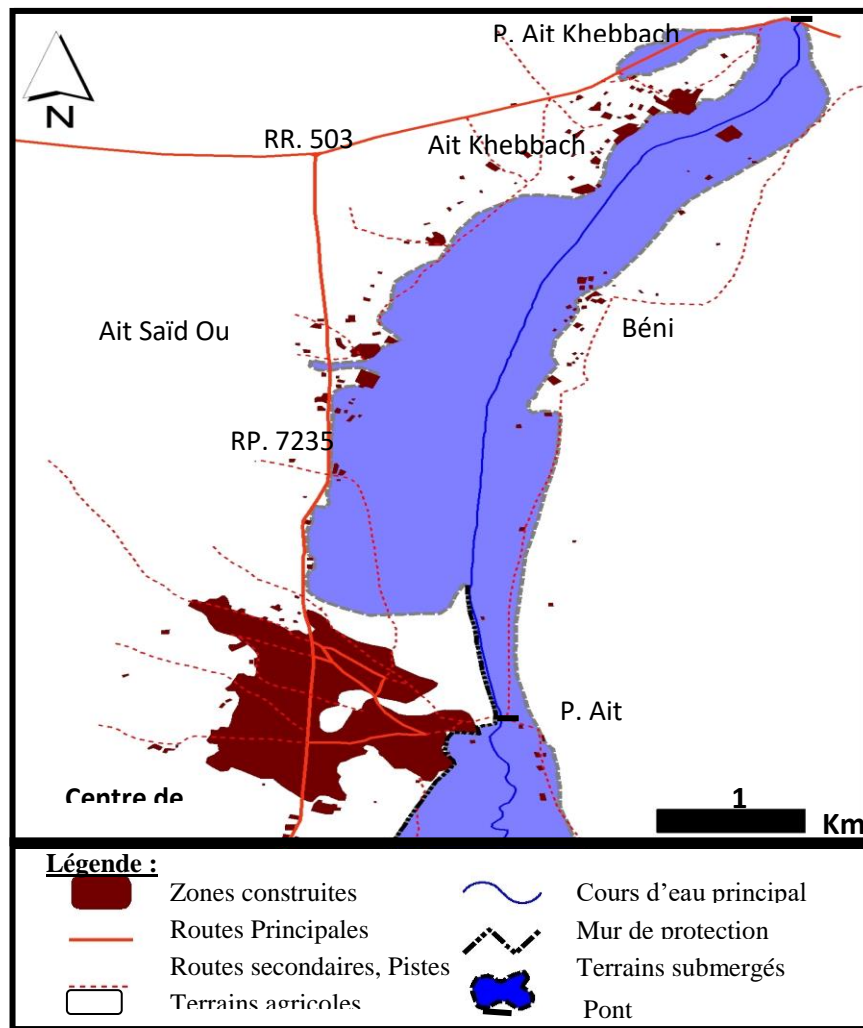 P. Ait Khebbach
N
RR. 503
Ait Khebbach
Ait Saïd Ou
Béni
RP. 7235
P. Ait
Centre de
1
Km
Légende :
Zones construites
Routes Principales
Routes secondaires, Pistes
Terrains agricoles
Cours d’eau principal
Mur de protection
Terrains submergés
Pont